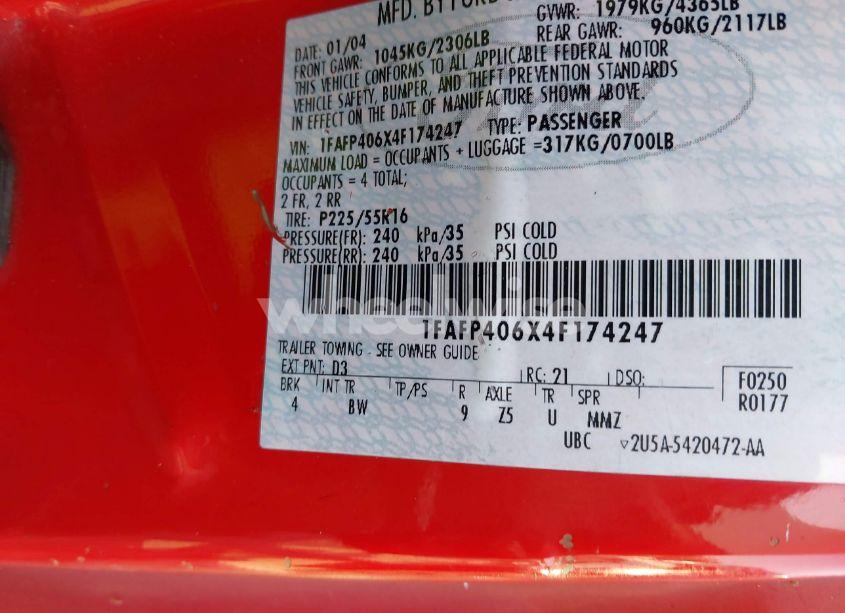 MFD. BY FORD
DATE: 01/04 GVWR: 1979KG/4365LB
FRONT GAWR: 1045KG/2306LB REAR GAWR: 960KG/2117LB
THIS VEHICLE CONFORMS TO ALL APPLICABLE FEDERAL MOTOR
VEHICLE SAFETY, BUMPER, AND THEFT PREVENTION STANDARDS
IN EFFECT ON THE DATE OF MANUFACTURE SHOWN ABOVE.
VIN: 1FAFP406X4F174247 TYPE: PASSENGER
MAXIMUM LOAD = OCCUPANTS + LUGGAGE =317KG/0700LB
OCCUPANTS = 4 TOTAL;
2 FR, 2 RR
TIRE: P225/55R16
PRESSURE(FR): 240 kPa/35 PSI COLD
PRESSURE(RR): 240 kPa/35 PSI COLD
wheelwise
1FAFP406X4F174247
TRAILER TOWING - SEE OWNER GUIDE
EXT PNT: D3 RC: 21 DSO: F0250
BRK INT TR TP/PS R AXLE TR SPR R0177
4 BW 9 Z5 U MMZ
UBC ▽2U5A-5420472-AA